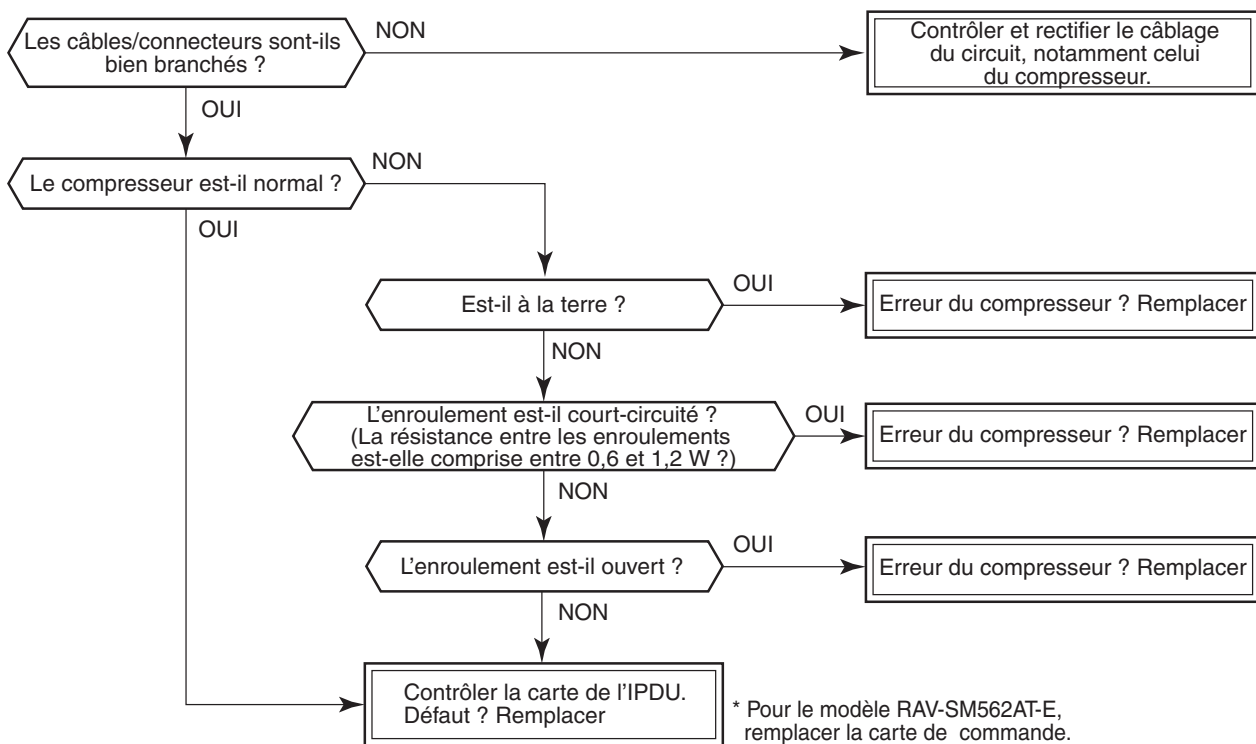 Les câbles/connecteurs sont-ils
bien branchés ?
NON
Contrôler et rectifier le câblage
du circuit, notamment celui
du compresseur.
OUI
Le compresseur est-il normal ?
NON
OUI
Est-il à la terre ?
OUI
Erreur du compresseur ? Remplacer
NON
L'enroulement est-il court-circuité ?
(La résistance entre les enroulements
est-elle comprise entre 0,6 et 1,2 W ?)
OUI
Erreur du compresseur ? Remplacer
NON
L'enroulement est-il ouvert ?
OUI
Erreur du compresseur ? Remplacer
NON
Contrôler la carte de l'IPDU.
Défaut ? Remplacer
* Pour le modèle RAV-SM562AT-E,
remplacer la carte de commande.